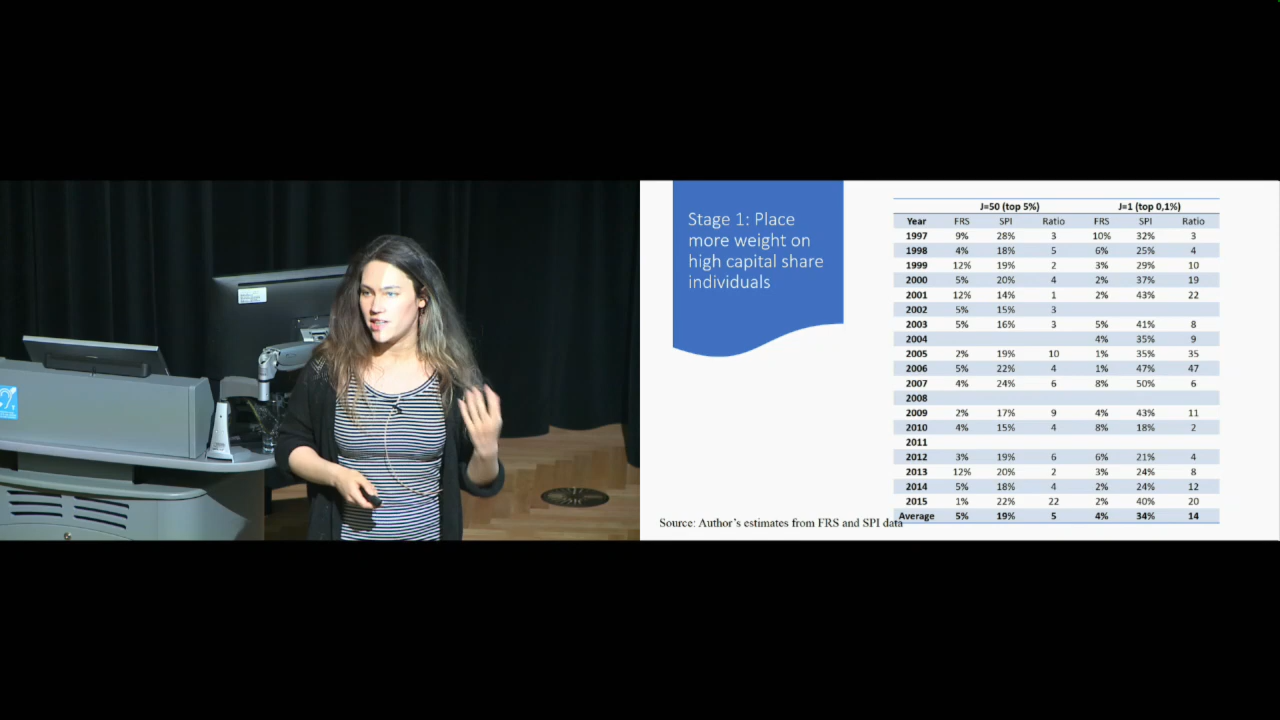 Stage 1: Place
more weight on
high capital share
individuals
J=50 (top 5%) J=1 (top 0,1%)
Year FRS SPI Ratio FRS SPI Ratio
1997 9% 28% 3 10% 32% 3
1998 4% 18% 5 6% 25% 4
1999 12% 19% 2 3% 29% 10
2000 5% 20% 4 2% 37% 19
2001 12% 14% 1 2% 43% 22
2002 5% 15% 3
2003 5% 16% 3 5% 41% 8
2004 4% 35% 9
2005 2% 19% 10 1% 35% 35
2006 5% 22% 4 1% 47% 47
2007 4% 24% 6 8% 50% 6
2008
2009 2% 17% 9 4% 43% 11
2010 4% 15% 4 8% 18% 2
2011
2012 3% 19% 6 6% 21% 4
2013 12% 20% 2 3% 24% 8
2014 5% 18% 4 2% 24% 12
2015 1% 22% 22 2% 40% 20
Average 5% 19% 5 4% 34% 14
Source: Author's estimates from FRS and SPI data